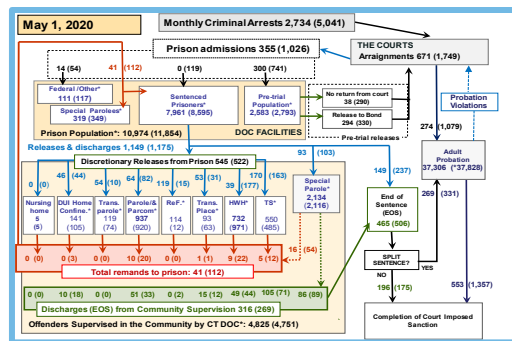 May 1, 2020
Monthly Criminal Arrests 2,734 (5,041)
Prison admissions 355 (1,026)
THE COURTS
Arraignments 671 (1,749)
14 (54)
41 (112)
0 (119)
300 (741)
Federal /Other*
111 (117)
Special Parolees*
319 (349)
Sentenced
Prisoners*
7,961 (8,595)
Pre-trial
Population*
2,583 (2,793)
No return from court
38 (290)
Release to Bond
294 (330)
Pre-trial releases
Probation
Violations
Prison Population*: 10,974 (11,854)
DOC FACILITIES
274 (1,079)
Releases & discharges 1,149 (1,175)
93 (103)
Discretionary Releases from Prison 545 (522)
149 (237)
Adult
Probation
37,306 (*37,828)
0 (0)
46 (44)
54 (10)
64 (82)
119 (15)
53 (31)
39 (177)
170 (163)
Nursing
home
5
(5)
DUI Home
Confine.*
141
(105)
Trans.
parole*
119
(74)
Parole&
Parcom*
937
(920)
ReF.*
114
(12)
Trans.
Place*
93
(63)
HWH*
732
(971)
TS*
550
(485)
Special
Parole*
2,134
(2,116)
End of
Sentence
(EOS)
465 (506)
269 (331)
0 (0)
0 (3)
0 (0)
10 (20)
0 (0)
1 (1)
9 (22)
5 (12)
16 (54)
Total remands to prison: 41 (112)
SPLIT
SENTENCE?
YES
NO
0 (0)
10 (18)
0 (0)
51 (33)
0 (2)
15 (12)
49 (44)
105 (71)
86 (89)
Discharges (EOS) from Community Supervision 316 (269)
196 (175)
553 (1,357)
Offenders Supervised in the Community by CT DOC*: 4,825 (4,751)
Completion of Court Imposed
Sanction